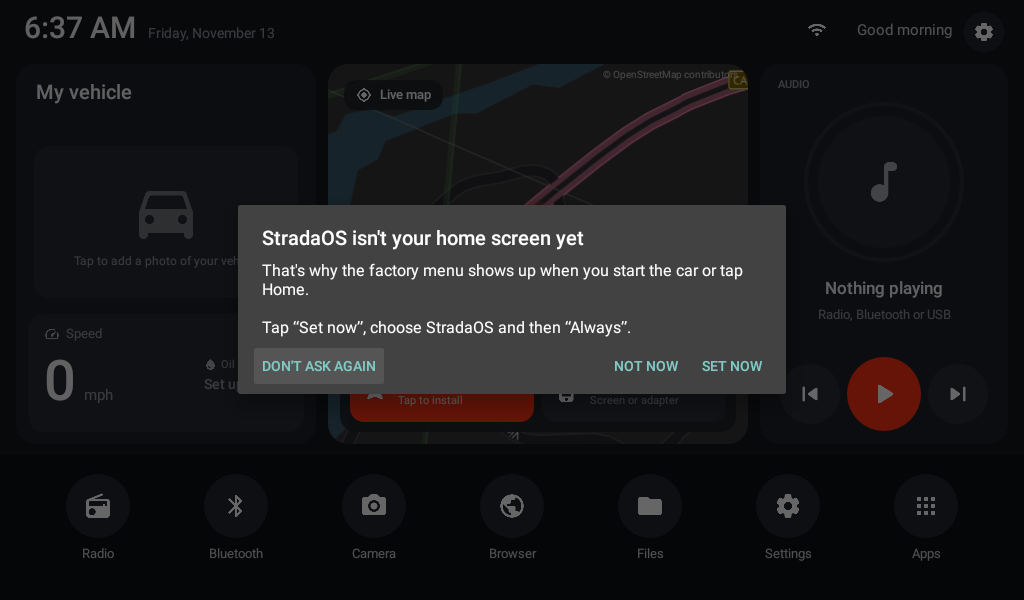 6:37 AM
Friday, November 13
Good morning
My vehicle
Live map
© OpenStreetMap contributors
CA
AUDIO
Tap to add a photo of your veh
StradaOS isn't your home screen yet
That's why the factory menu shows up when you start the car or tap
Home.
Tap “Set now”, choose StradaOS and then “Always”.
DON'T ASK AGAIN
NOT NOW
SET NOW
Nothing playing
Radio, Bluetooth or USB
Speed
0 mph
Oil
Set u
Tap to install
Screen or adapter
Radio
Bluetooth
Camera
Browser
Files
Settings
Apps